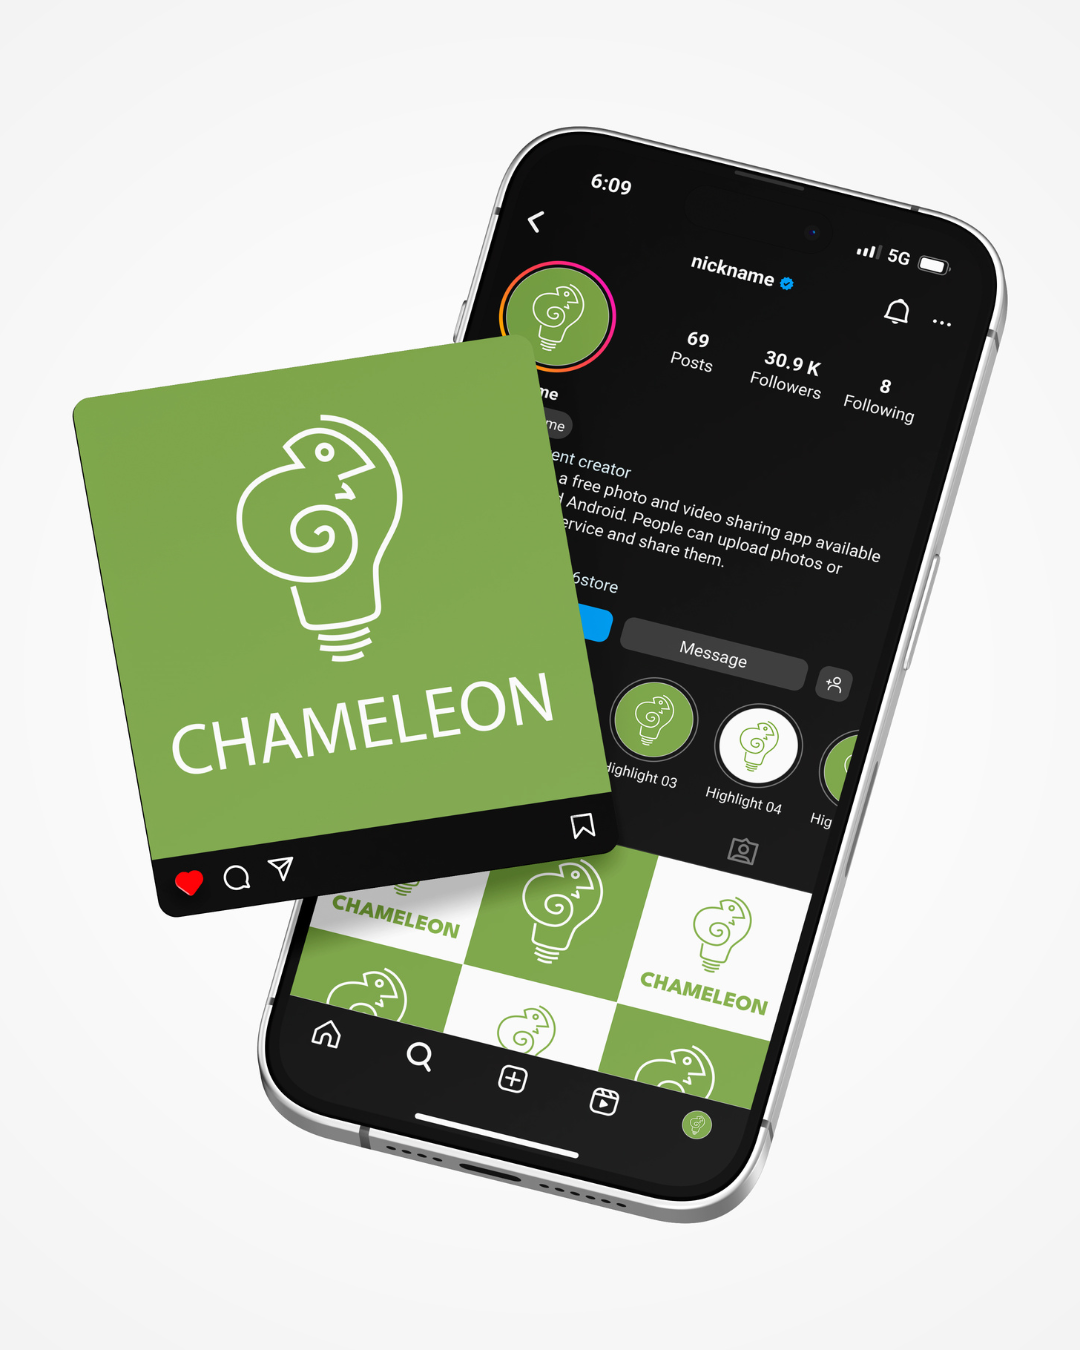 6:09
5G
nickname
69
Posts
30.9 K
Followers
8
Following
me
me
ent creator
a free photo and video sharing app available
d Android. People can upload photos or
ervice and share them.
6store
Message
CHAMELEON
Highlight 03
Highlight 04
Hig
CHAMELEON
CHAMELEON